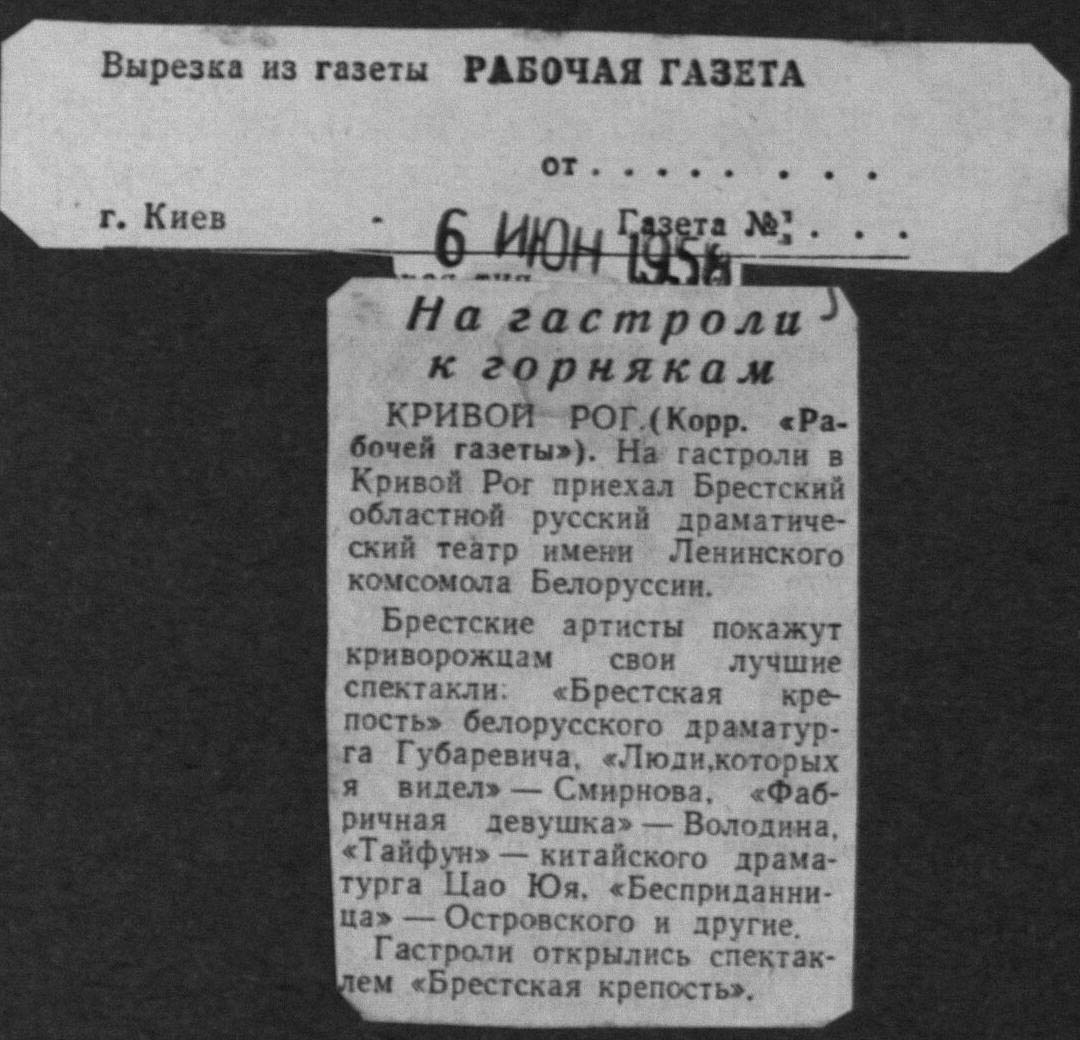 Вырезка из газеты РАБОЧАЯ ГАЗЕТА
от . . . . . . . . .
г. Киев
Газета № . . .
6 ИЮН
На гастроли
к горнякам
КРИВОЙ РОГ.(Корр. «Ра-
бочей газеты»). На гастроли в
Кривой Рог приехал Брестский
областной русский драматиче-
ский театр имени Ленинского
комсомола Белоруссии.
Брестские артисты покажут
криворожцам свои лучшие
спектакли: «Брестская кре-
пость» белорусского драматур-
га Губаревича, «Люди,которых
я видел» — Смирнова, «Фаб-
ричная девушка» — Володина,
«Тайфун» — китайского драма-
турга Цао Юя, «Бесприданни-
ца» — Островского и другие.
Гастроли открылись спектак-
лем «Брестская крепость».